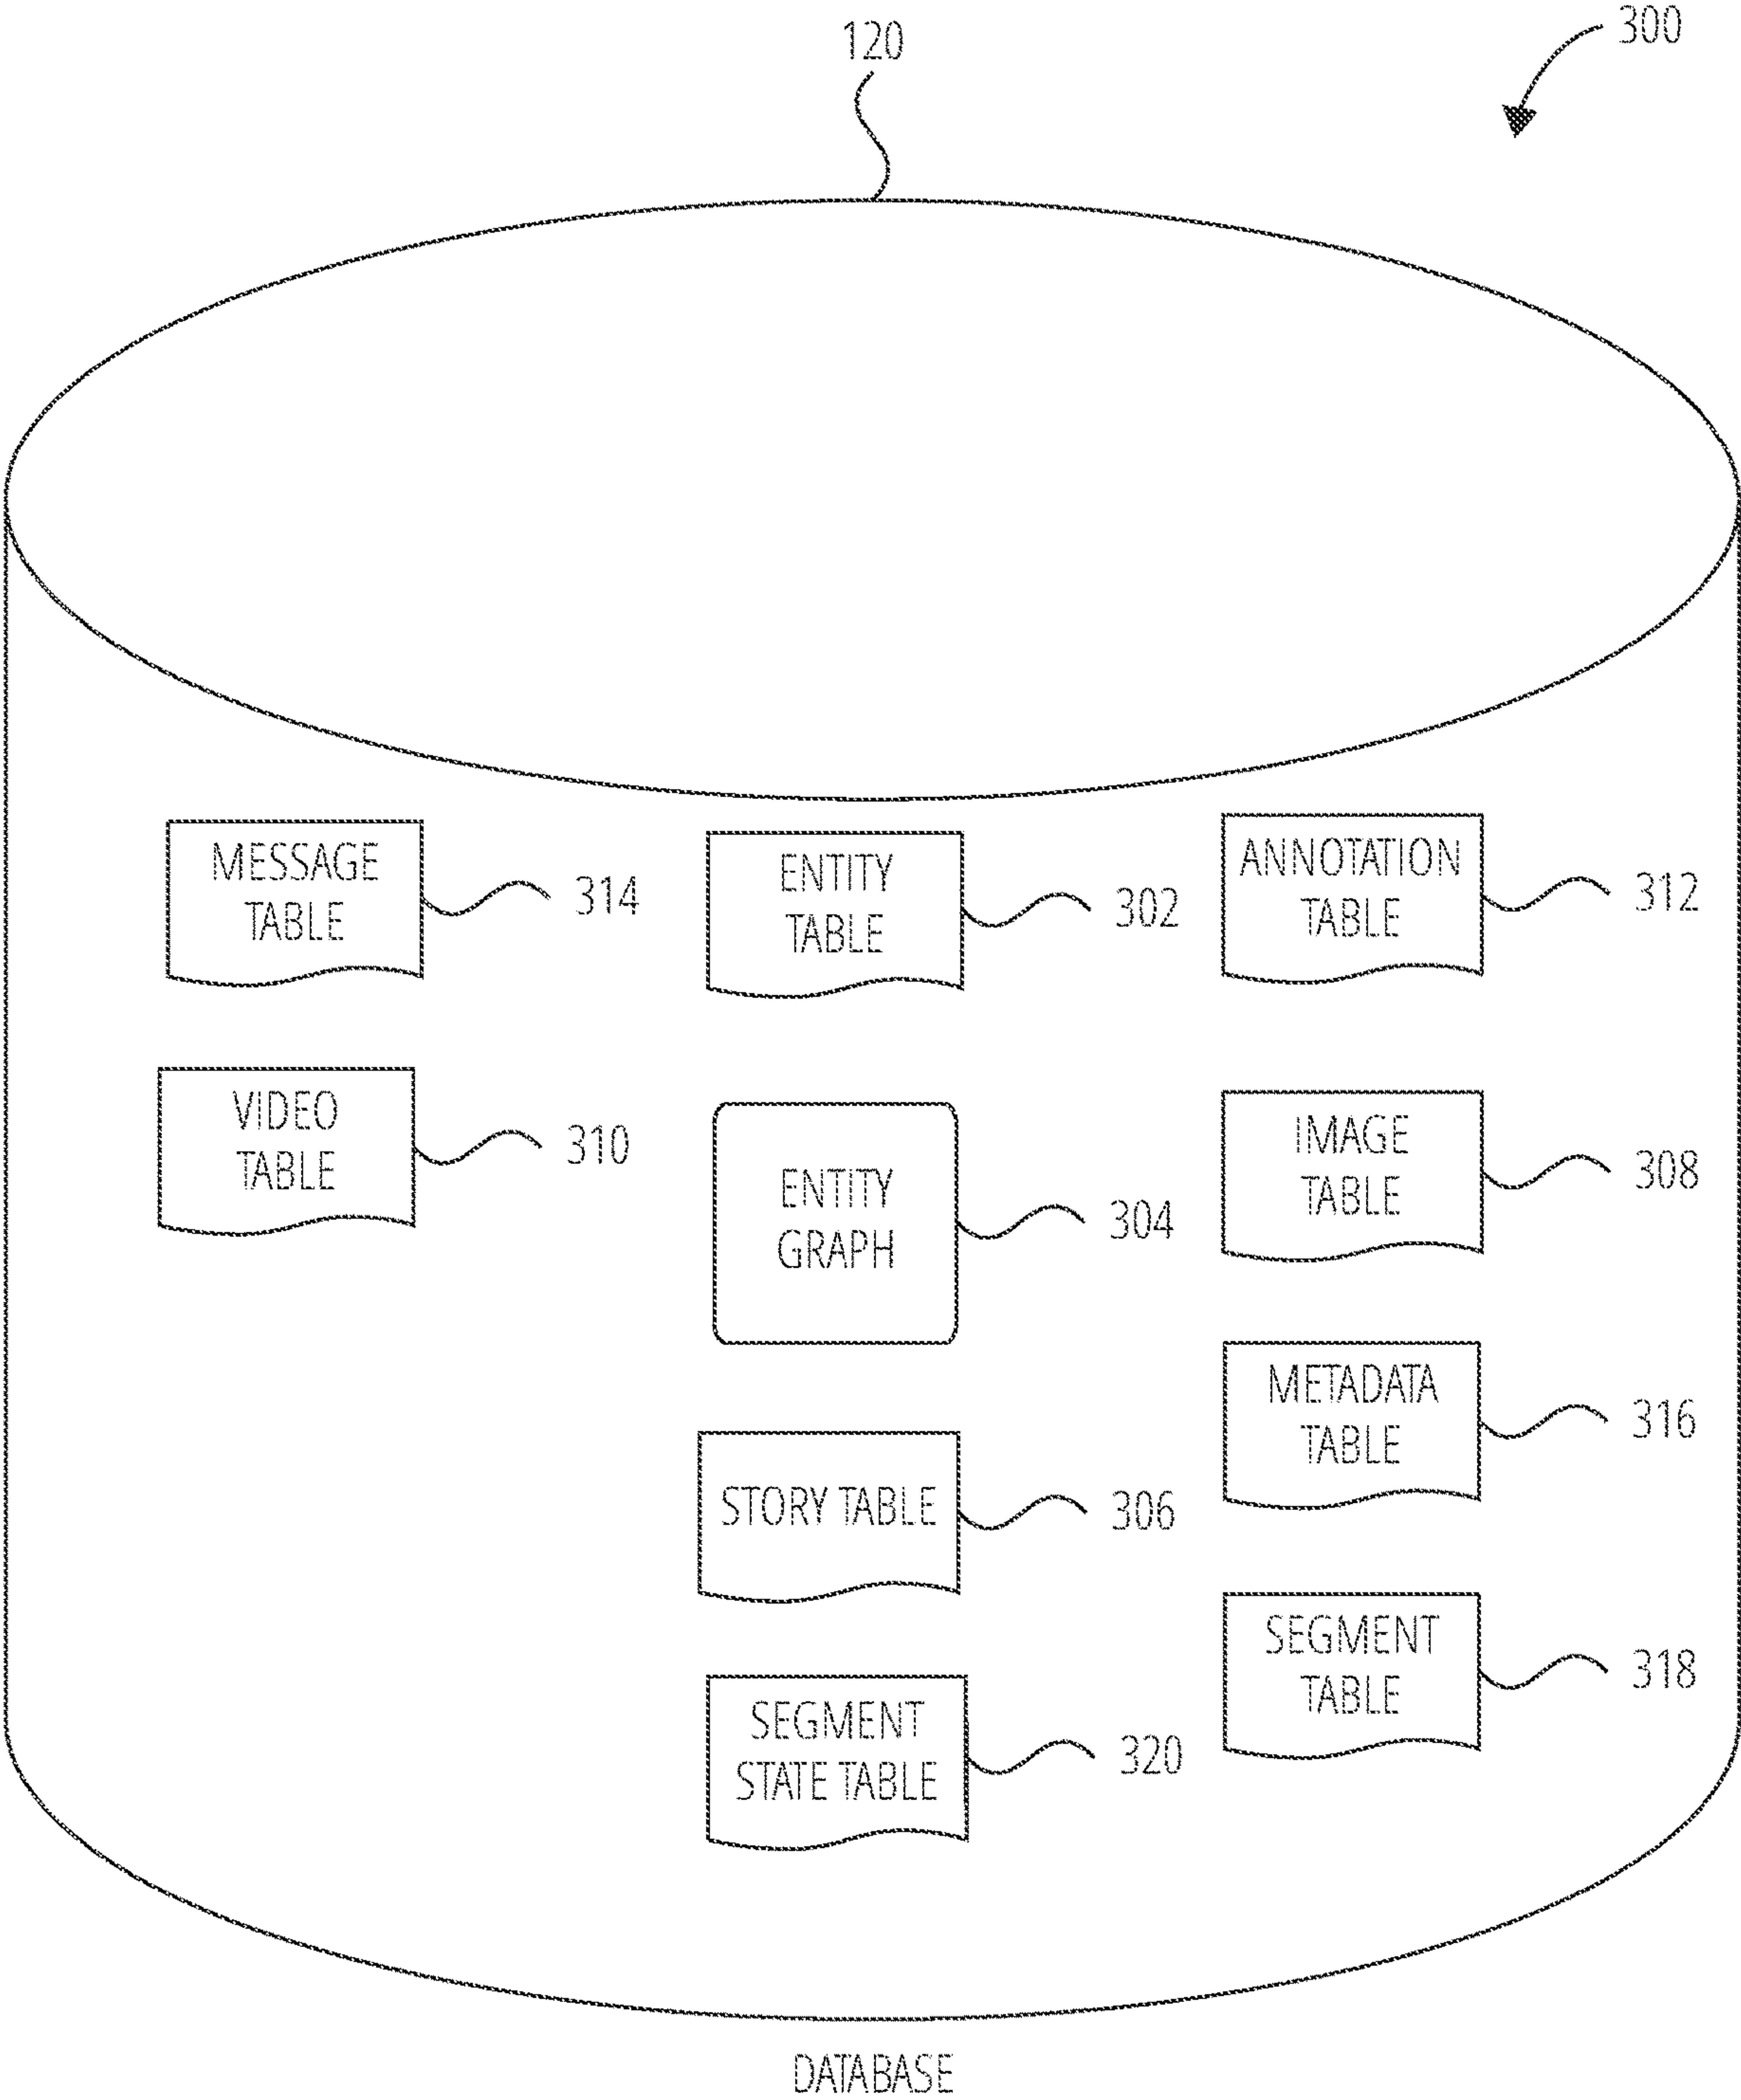 120
300
MESSAGE
TABLE
314
ENTITY
TABLE
302
ANNOTATION
TABLE
312
VIDEO
TABLE
310
ENTITY
GRAPH
304
IMAGE
TABLE
308
METADATA
TABLE
316
STORY TABLE
306
SEGMENT
TABLE
318
SEGMENT
STATE TABLE
320
DATABASE